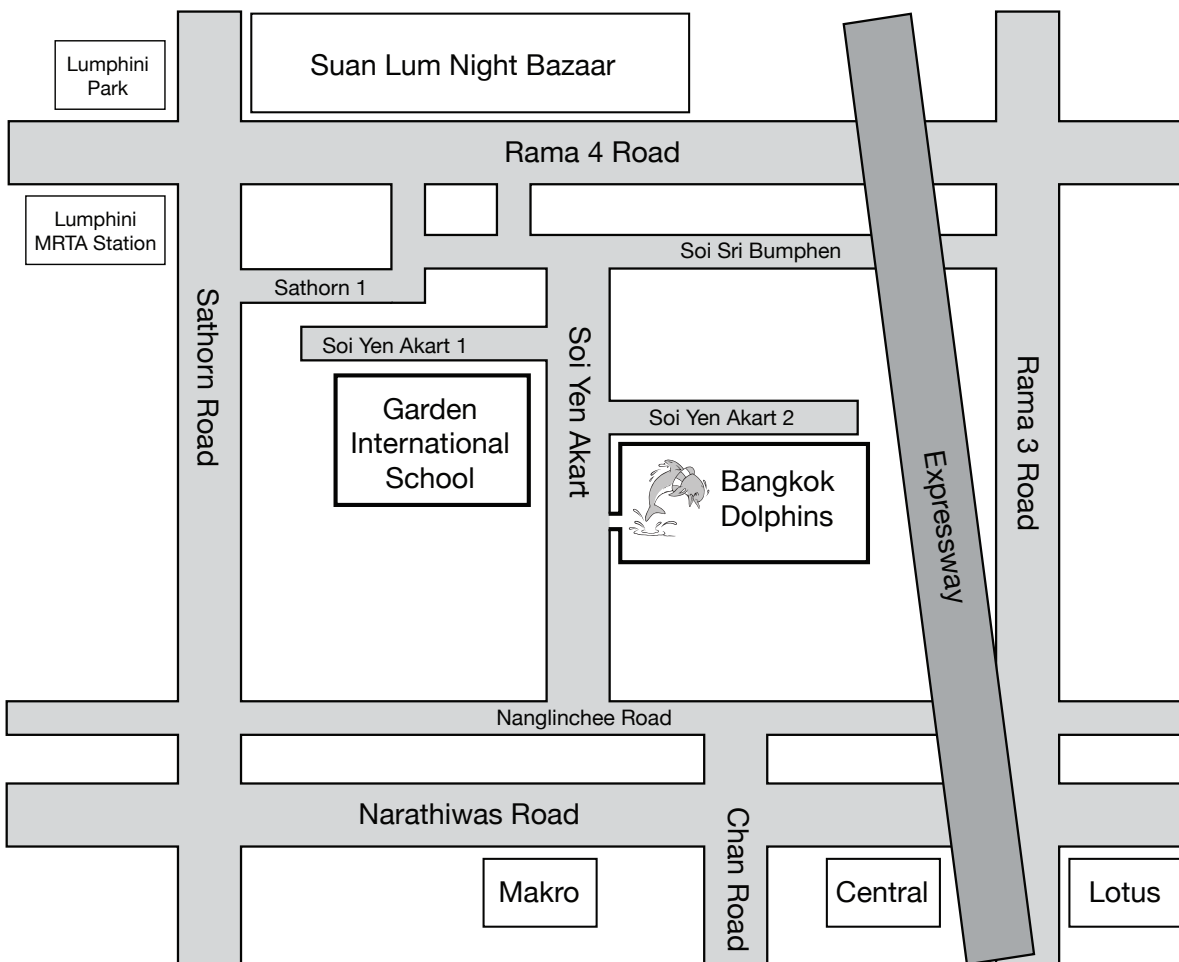 Lumphini
Park
Suan Lum Night Bazaar
Rama 4 Road
Lumphini
MRTA Station
Soi Sri Bumphen
Sathorn 1
Sathorn Road
Soi Yen Akart 1
Soi Yen Akart
Rama 3 Road
Garden
International
School
Soi Yen Akart 2
Bangkok
Dolphins
Expressway
Nanglinchee Road
Narathiwas Road
Chan Road
Makro
Central
Lotus